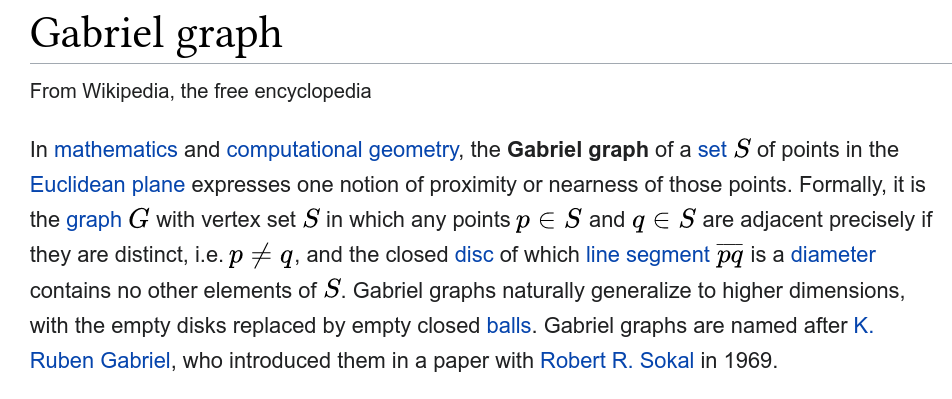 Gabriel graph
From Wikipedia, the free encyclopedia
In mathematics and computational geometry, the Gabriel graph of a set S of points in the
Euclidean plane expresses one notion of proximity or nearness of those points. Formally, it is
the graph G with vertex set S in which any points p ∈ S and q ∈ S are adjacent precisely if
they are distinct, i.e. p ≠ q, and the closed disc of which line segment p̅q̅ is a diameter
contains no other elements of S. Gabriel graphs naturally generalize to higher dimensions,
with the empty disks replaced by empty closed balls. Gabriel graphs are named after K.
Ruben Gabriel, who introduced them in a paper with Robert R. Sokal in 1969.